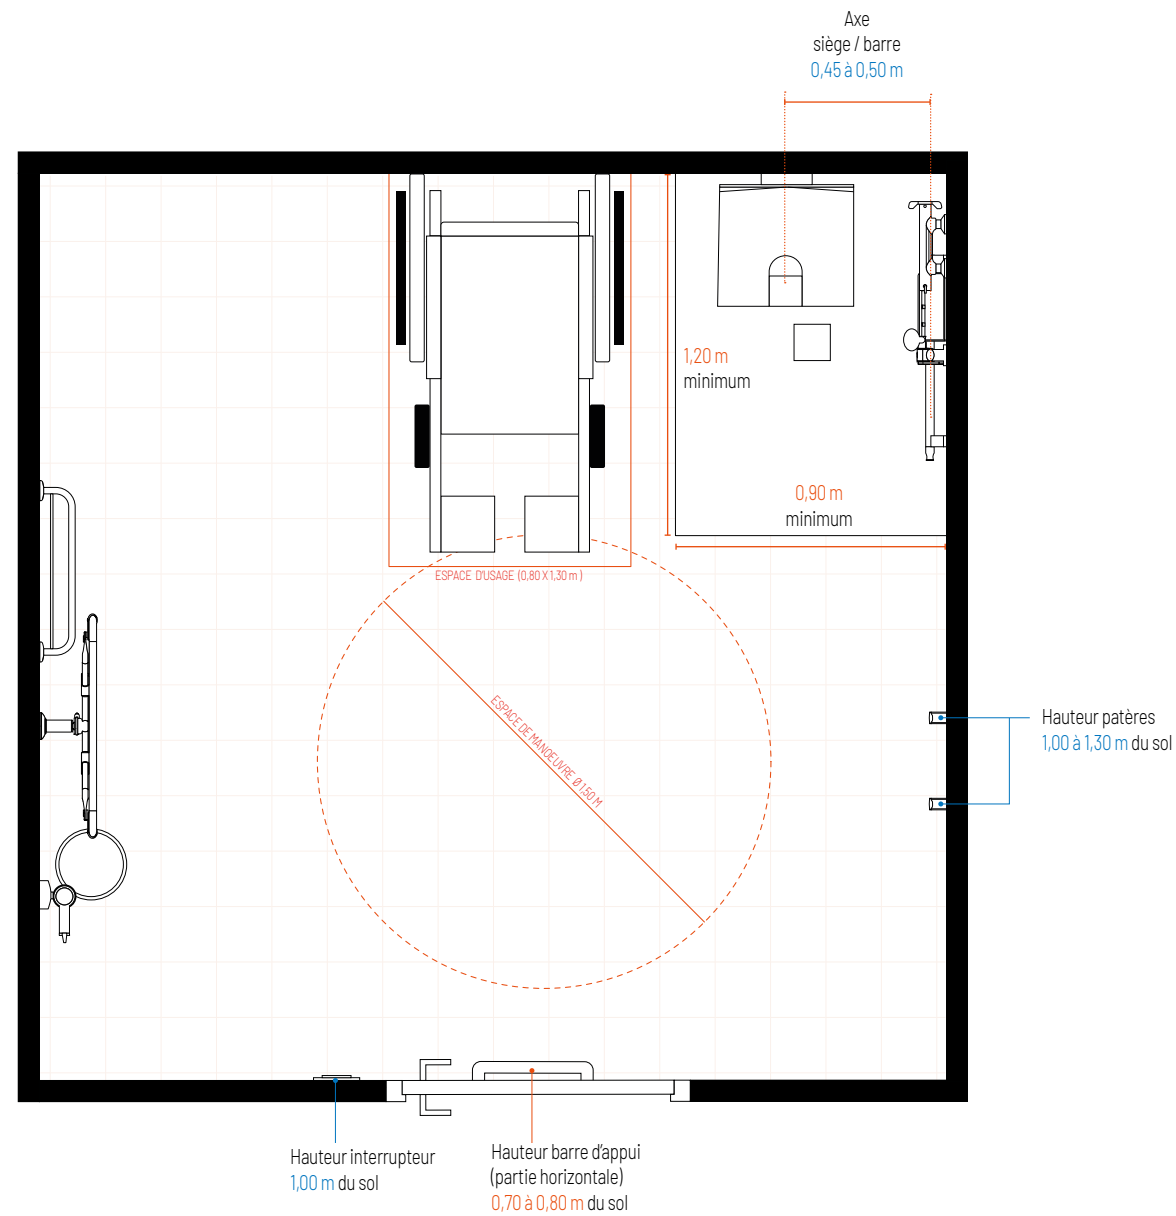 Axe
siège / barre
0,45 à 0,50 m
1,20 m
minimum
0,90 m
minimum
ESPACE D'USAGE (0,80 X 1,30 m )
ESPACE DE MANOEUVRE Ø 1,50 M
Hauteur patères
1,00 à 1,30 m du sol
Hauteur interrupteur
1,00 m du sol
Hauteur barre d'appui
(partie horizontale)
0,70 à 0,80 m du sol